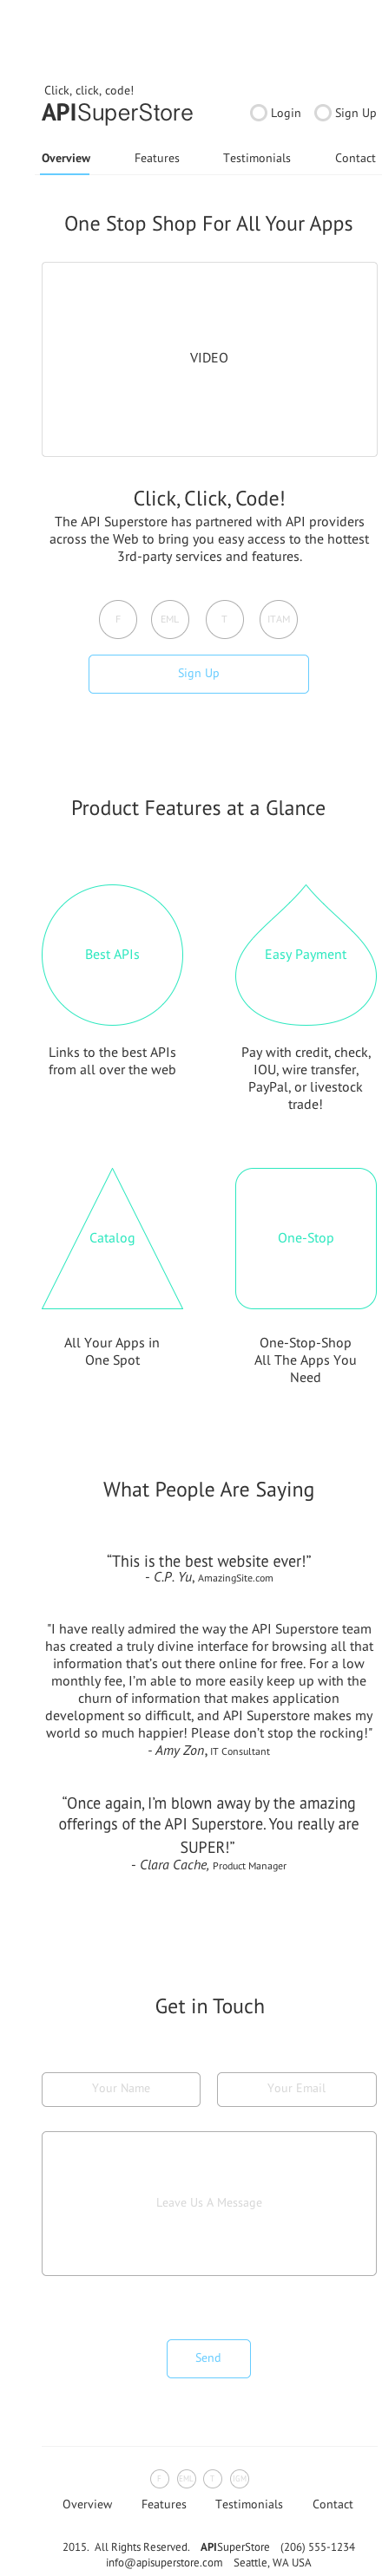 Click, click, code!
APISuperStore
Login Sign Up
Overview Features Testimonials Contact
One Stop Shop For All Your Apps
VIDEO
Click, Click, Code!
The API Superstore has partnered with API providers
across the Web to bring you easy access to the hottest
3rd-party services and features.
F EML T ITAM
Sign Up
Product Features at a Glance
Best APIs
Easy Payment
Links to the best APIs
from all over the web
Pay with credit, check,
IOU, wire transfer,
PayPal, or livestock
trade!
Catalog
One-Stop
All Your Apps in
One Spot
One-Stop-Shop
All The Apps You
Need
What People Are Saying
“This is the best website ever!”
- C.P. Yu, AmazingSite.com
"I have really admired the way the API Superstore team
has created a truly divine interface for browsing all that
information that’s out there online for free. For a low
monthly fee, I’m able to more easily keep up with the
churn of information that makes application
development so difficult, and API Superstore makes my
world so much happier! Please don’t stop the rocking!"
- Amy Zon, IT Consultant
“Once again, I’m blown away by the amazing
offerings of the API Superstore. You really are
SUPER!”
- Clara Cache, Product Manager
Get in Touch
Your Name Your Email
Leave Us A Message
Send
F EML T IGM
Overview Features Testimonials Contact
2015. All Rights Reserved. APISuperStore (206) 555-1234
info@apisuperstore.com Seattle, WA USA